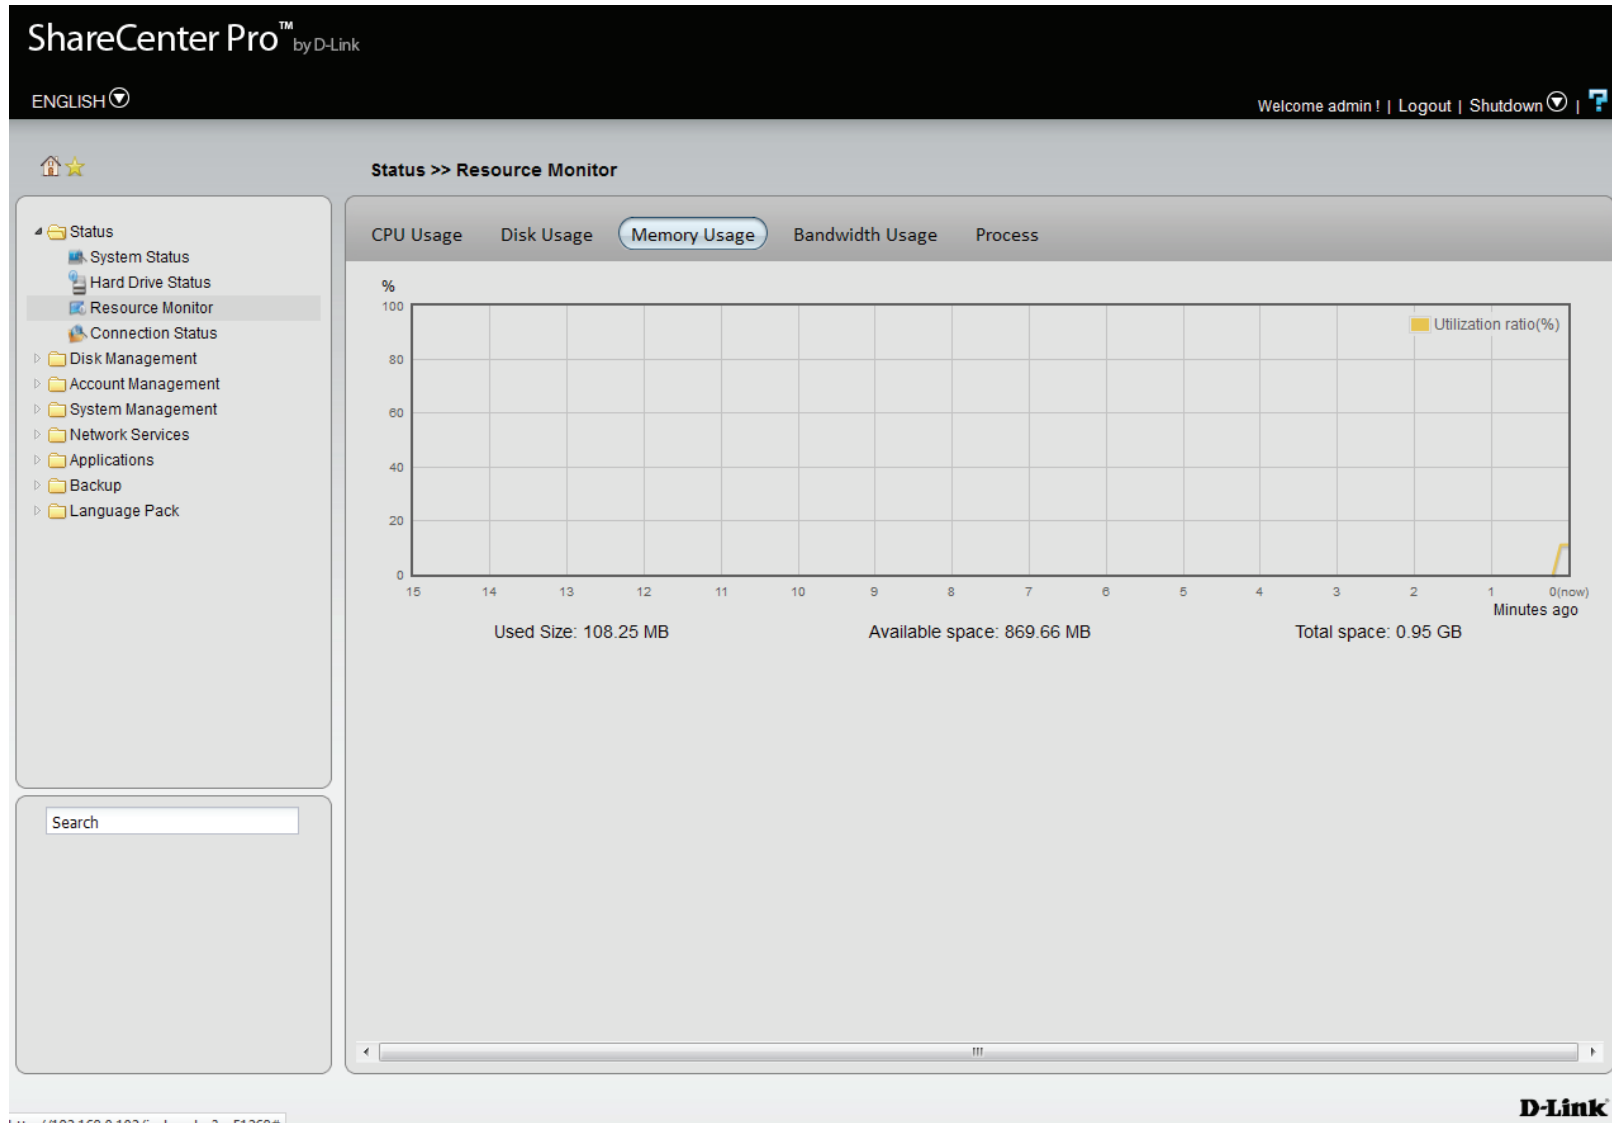 ShareCenter Pro™ by D-Link
ENGLISH
Welcome admin ! | Logout | Shutdown | ?
Status >> Resource Monitor
Status
System Status
Hard Drive Status
Resource Monitor
Connection Status
Disk Management
Account Management
System Management
Network Services
Applications
Backup
Language Pack
Search
CPU Usage Disk Usage Memory Usage Bandwidth Usage Process
%
100
80
60
40
20
0
Utilization ratio(%)
15 14 13 12 11 10 9 8 7 6 5 4 3 2 1 0(now)
Minutes ago
Used Size: 108.25 MB Available space: 869.66 MB Total space: 0.95 GB
D-Link